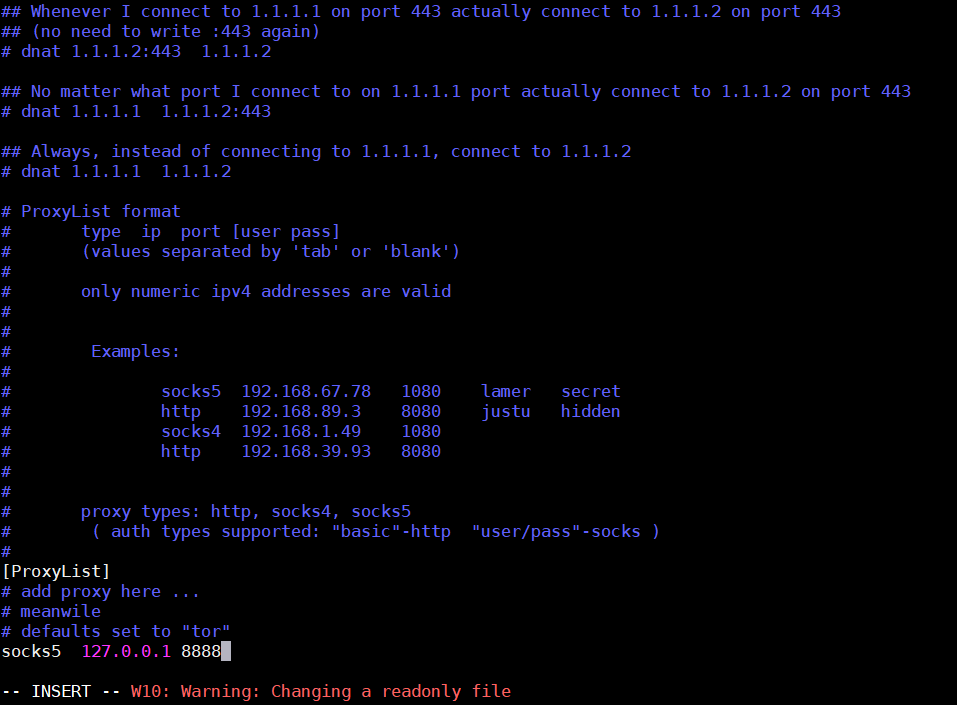 ## Whenever I connect to 1.1.1.1 on port 443 actually connect to 1.1.1.2 on port 443
## (no need to write :443 again)
# dnat 1.1.1.2:443  1.1.1.2

## No matter what port I connect to on 1.1.1.1 port actually connect to 1.1.1.2 on port 443
# dnat 1.1.1.1  1.1.1.2:443

## Always, instead of connecting to 1.1.1.1, connect to 1.1.1.2
# dnat 1.1.1.1  1.1.1.2

# ProxyList format
#       type  ip  port [user pass]
#       (values separated by 'tab' or 'blank')
#
#       only numeric ipv4 addresses are valid
#
#
#        Examples:
#
#               socks5  192.168.67.78   1080    lamer   secret
#               http    192.168.89.3    8080    justu   hidden
#               socks4  192.168.1.49    1080
#               http    192.168.39.93   8080
#
#
#       proxy types: http, socks4, socks5
#        ( auth types supported: "basic"-http  "user/pass"-socks )
#
[ProxyList]
# add proxy here ...
# meanwile
# defaults set to "tor"
socks5  127.0.0.1 8888

-- INSERT -- W10: Warning: Changing a readonly file